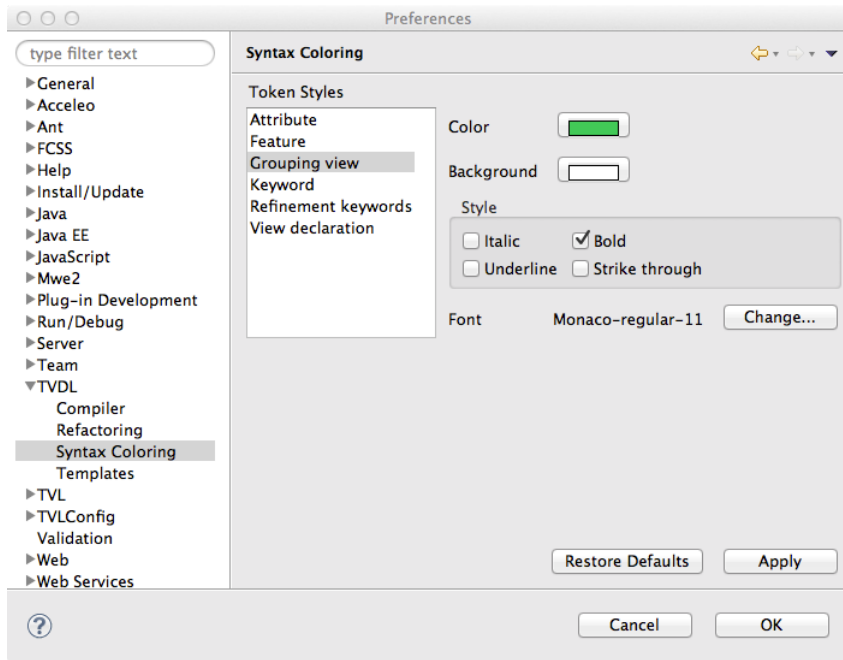 Preferences
type filter text
General
Acceleo
Ant
FCSS
Help
Install/Update
Java
Java EE
JavaScript
Mwe2
Plug-in Development
Run/Debug
Server
Team
TVDL
Compiler
Refactoring
Syntax Coloring
Templates
TVL
TVLConfig
Validation
Web
Web Services
Syntax Coloring
Token Styles
Attribute
Feature
Grouping view
Keyword
Refinement keywords
View declaration
Color
Background
Style
Italic Bold
Underline Strike through
Font Monaco-regular-11 Change...
Restore Defaults Apply
? Cancel OK